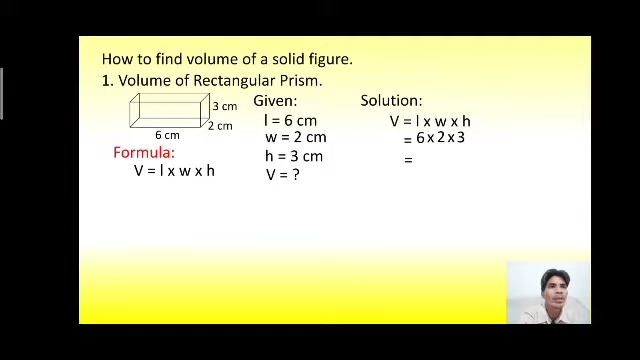 How to find volume of a solid figure.
1. Volume of Rectangular Prism.
3 cm
2 cm
6 cm
Formula:
V = l x w x h
Given:
l = 6 cm
w = 2 cm
h = 3 cm
V = ?
Solution:
V = l x w x h
= 6 x 2 x 3
=